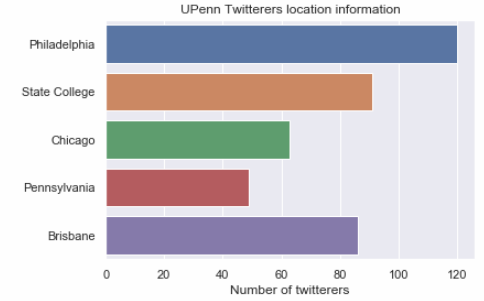 UPenn Twitterers location information
Philadelphia
State College
Chicago
Pennsylvania
Brisbane
0 20 40 60 80 100 120
Number of twitterers